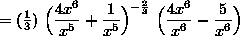 = (1/3) (4x^6/x^5 + 1/x^5)^{-2/3} (4x^6/x^6 − 5/x^6)